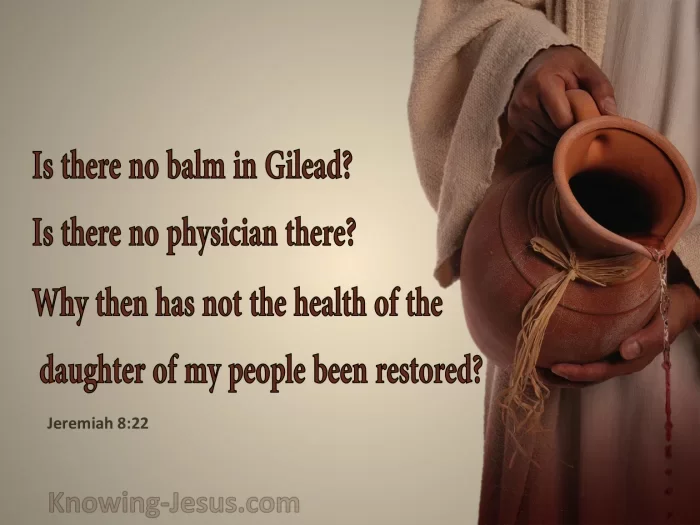 Is there no balm in Gilead?
Is there no physician there?
Why then has not the health of the
daughter of my people been restored?
Jeremiah 8:22
Knowing-Jesus.com